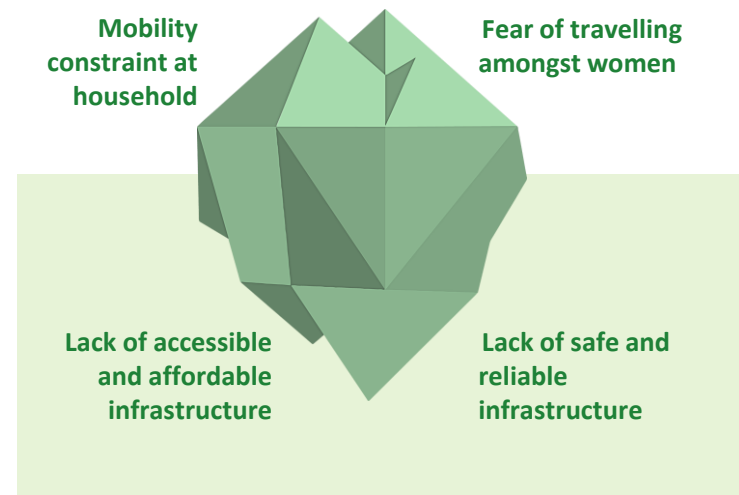 Mobility
constraint at
household
Fear of travelling
amongst women
Lack of accessible
and affordable
infrastructure
Lack of safe and
reliable
infrastructure